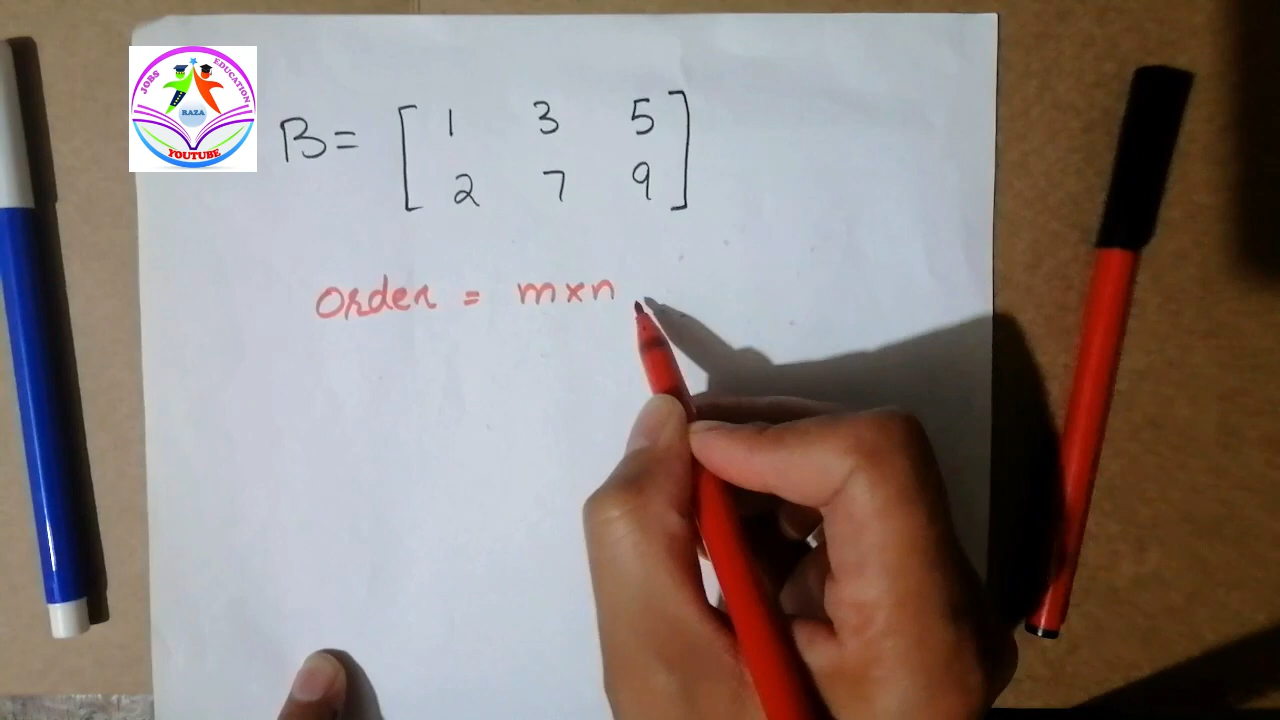 JOBS EDUCATION
RAZA
YOUTUBE
B = [ 1 3 5
2 7 9 ]
order = m×n